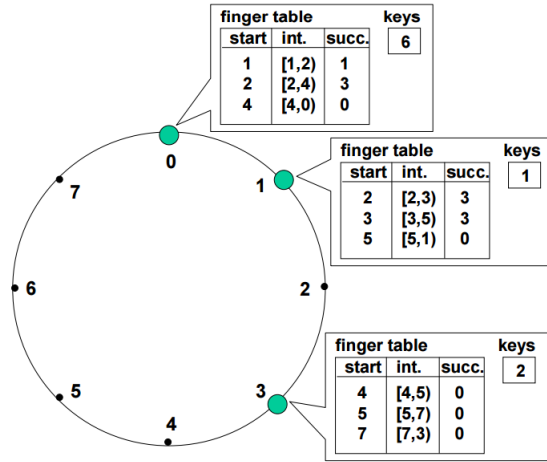 finger table keys
start int. succ. 6
1 [1,2) 1
2 [2,4) 3
4 [4,0) 0
0
finger table keys
start int. succ. 1
2 [2,3) 3
3 [3,5) 3
5 [5,1) 0
1
7
6
2
finger table keys
start int. succ. 2
4 [4,5) 0
5 [5,7) 0
7 [7,3) 0
3
5
4